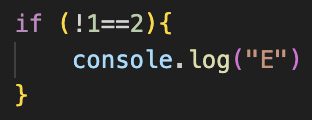 if (!1==2){
    console.log("E")
}